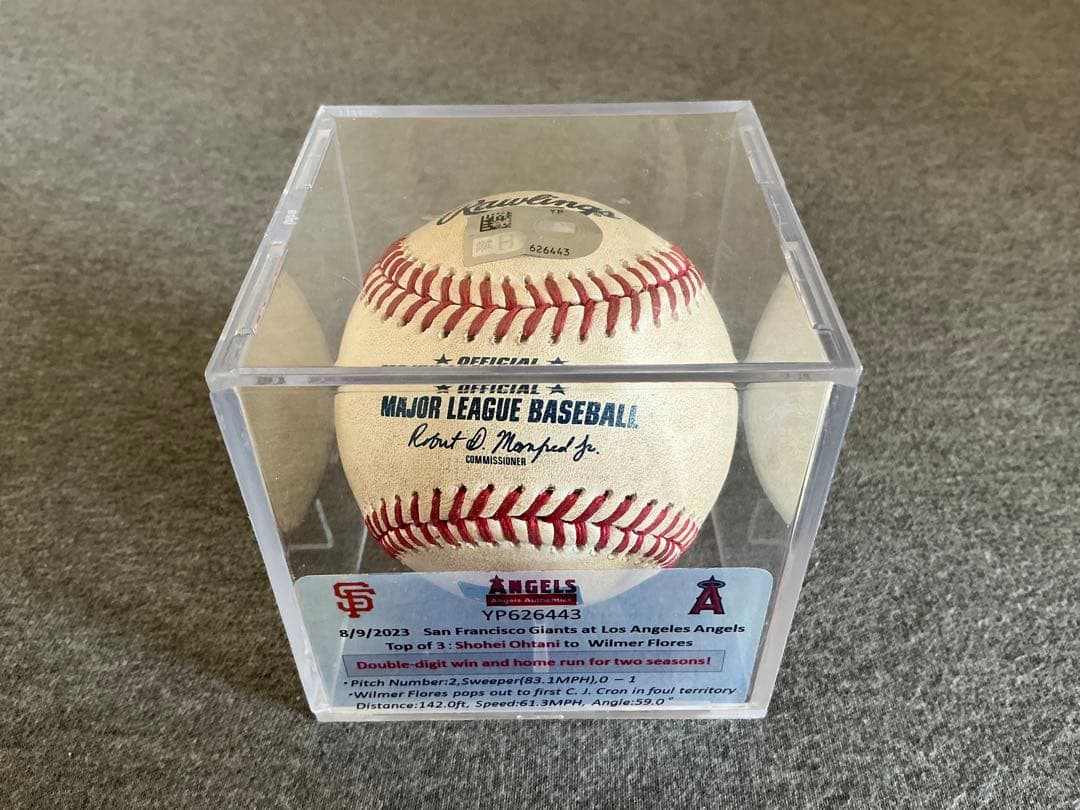 Rawlings
YP
626443
OFFICIAL
OFFICIAL
MAJOR LEAGUE BASEBALL
Robert D. Manfred Jr.
COMMISSIONER
SF
ANGELS
Angels Authentics
A
YP626443
8/9/2023 San Francisco Giants at Los Angeles Angels
Top of 3 : Shohei Ohtani to Wilmer Flores
Double-digit win and home run for two seasons!
・Pitch Number:2,Sweeper(83.1MPH),0 − 1
・Wilmer Flores pops out to first C. J. Cron in foul territory
Distance:142.0ft, Speed:61.3MPH, Angle:59.0°